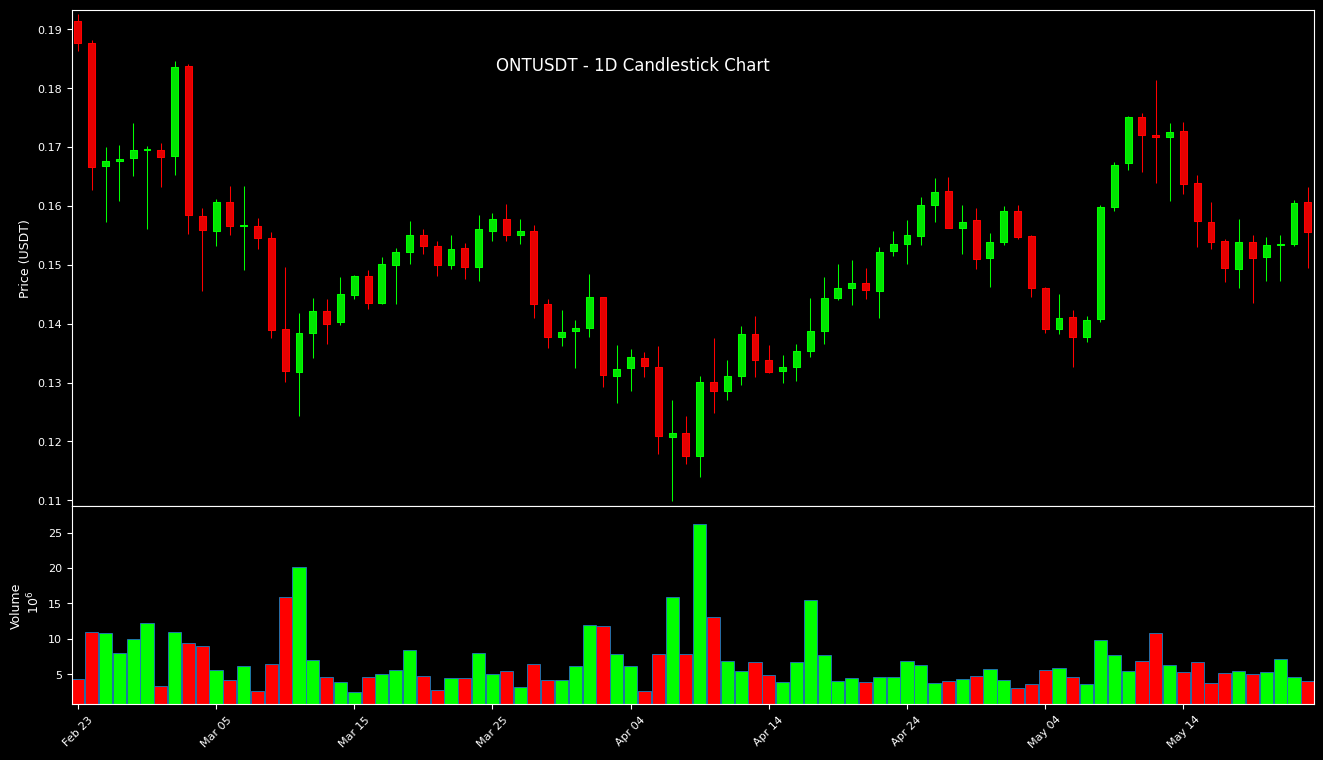 ONTUSDT - 1D Candlestick Chart
Price (USDT)
0.19
0.18
0.17
0.16
0.15
0.14
0.13
0.12
0.11
Volume
10⁶
25
20
15
10
5
Feb 23
Mar 05
Mar 15
Mar 25
Apr 04
Apr 14
Apr 24
May 04
May 14